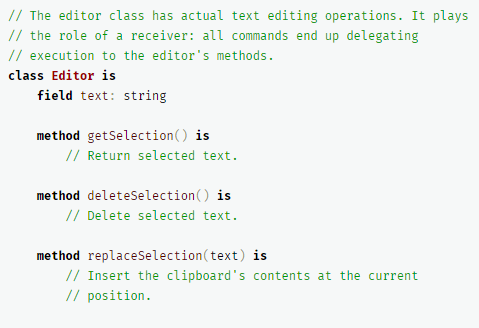 // The editor class has actual text editing operations. It plays
// the role of a receiver: all commands end up delegating
// execution to the editor's methods.
class Editor is
    field text: string
    method getSelection() is
        // Return selected text.
    method deleteSelection() is
        // Delete selected text.
    method replaceSelection(text) is
        // Insert the clipboard's contents at the current
        // position.